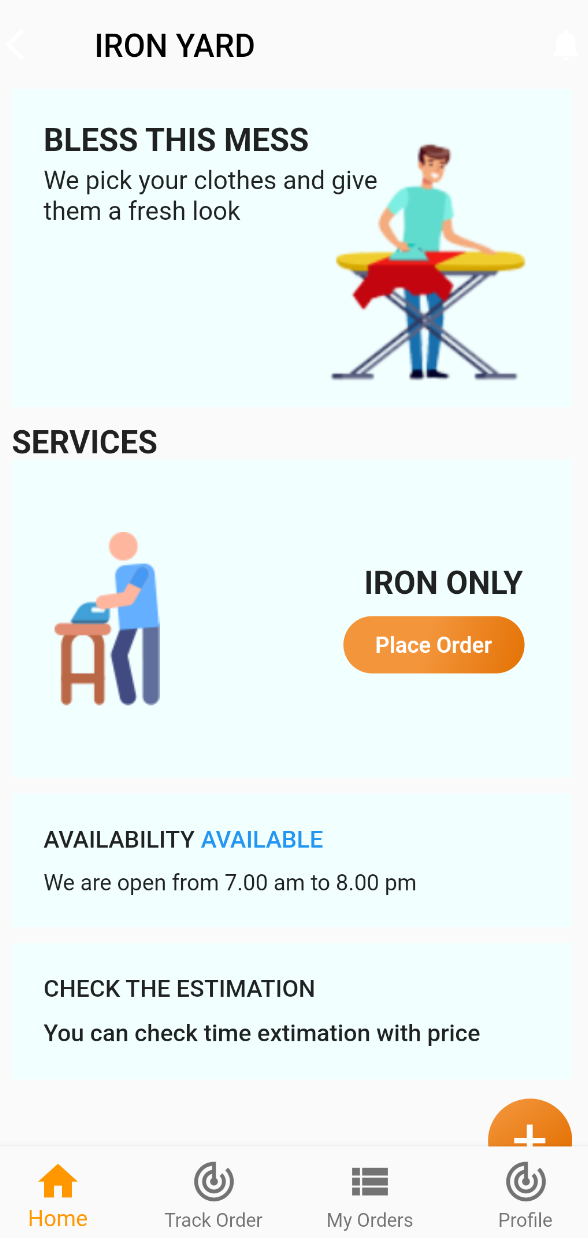 IRON YARD
BLESS THIS MESS
We pick your clothes and give
them a fresh look
SERVICES
IRON ONLY
Place Order
AVAILABILITY AVAILABLE
We are open from 7.00 am to 8.00 pm
CHECK THE ESTIMATION
You can check time extimation with price
Home
Track Order
My Orders
Profile